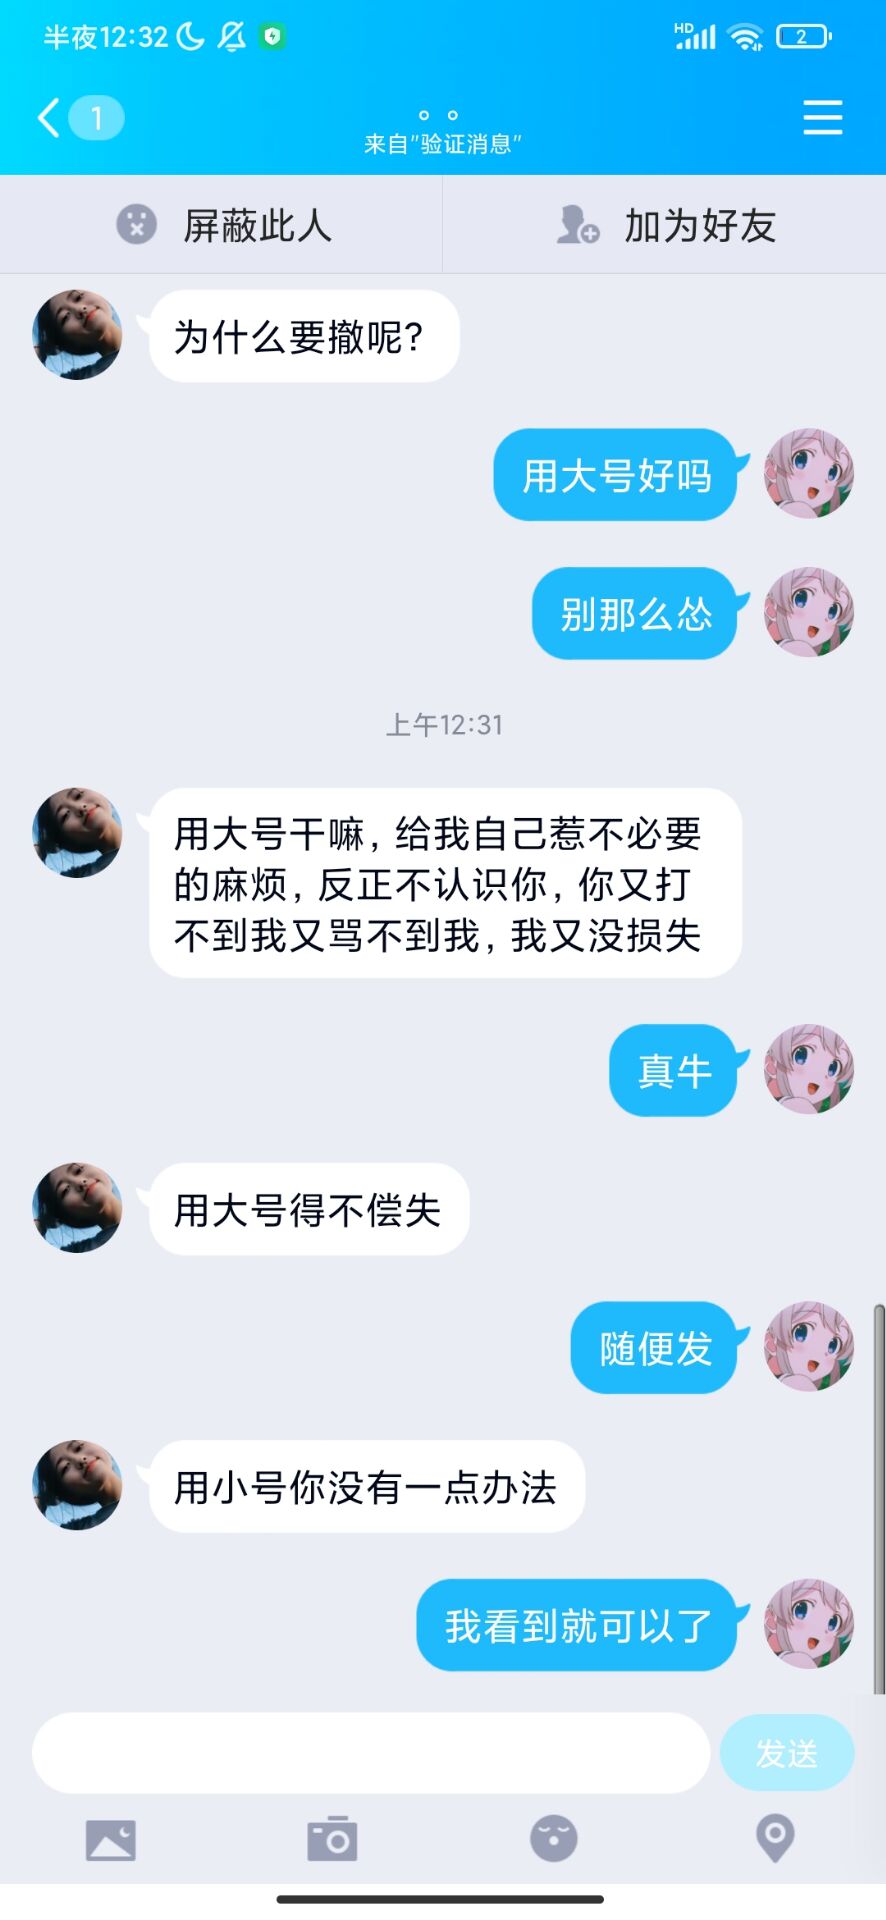 半夜12:32
HD
2
1
。。
来自"验证消息"
屏蔽此人
加为好友
为什么要撤呢?
用大号好吗
别那么怂
上午12:31
用大号干嘛, 给我自己惹不必要
的麻烦, 反正不认识你, 你又打
不到我又骂不到我, 我又没损失
真牛
用大号得不偿失
随便发
用小号你没有一点办法
我看到就可以了
发送